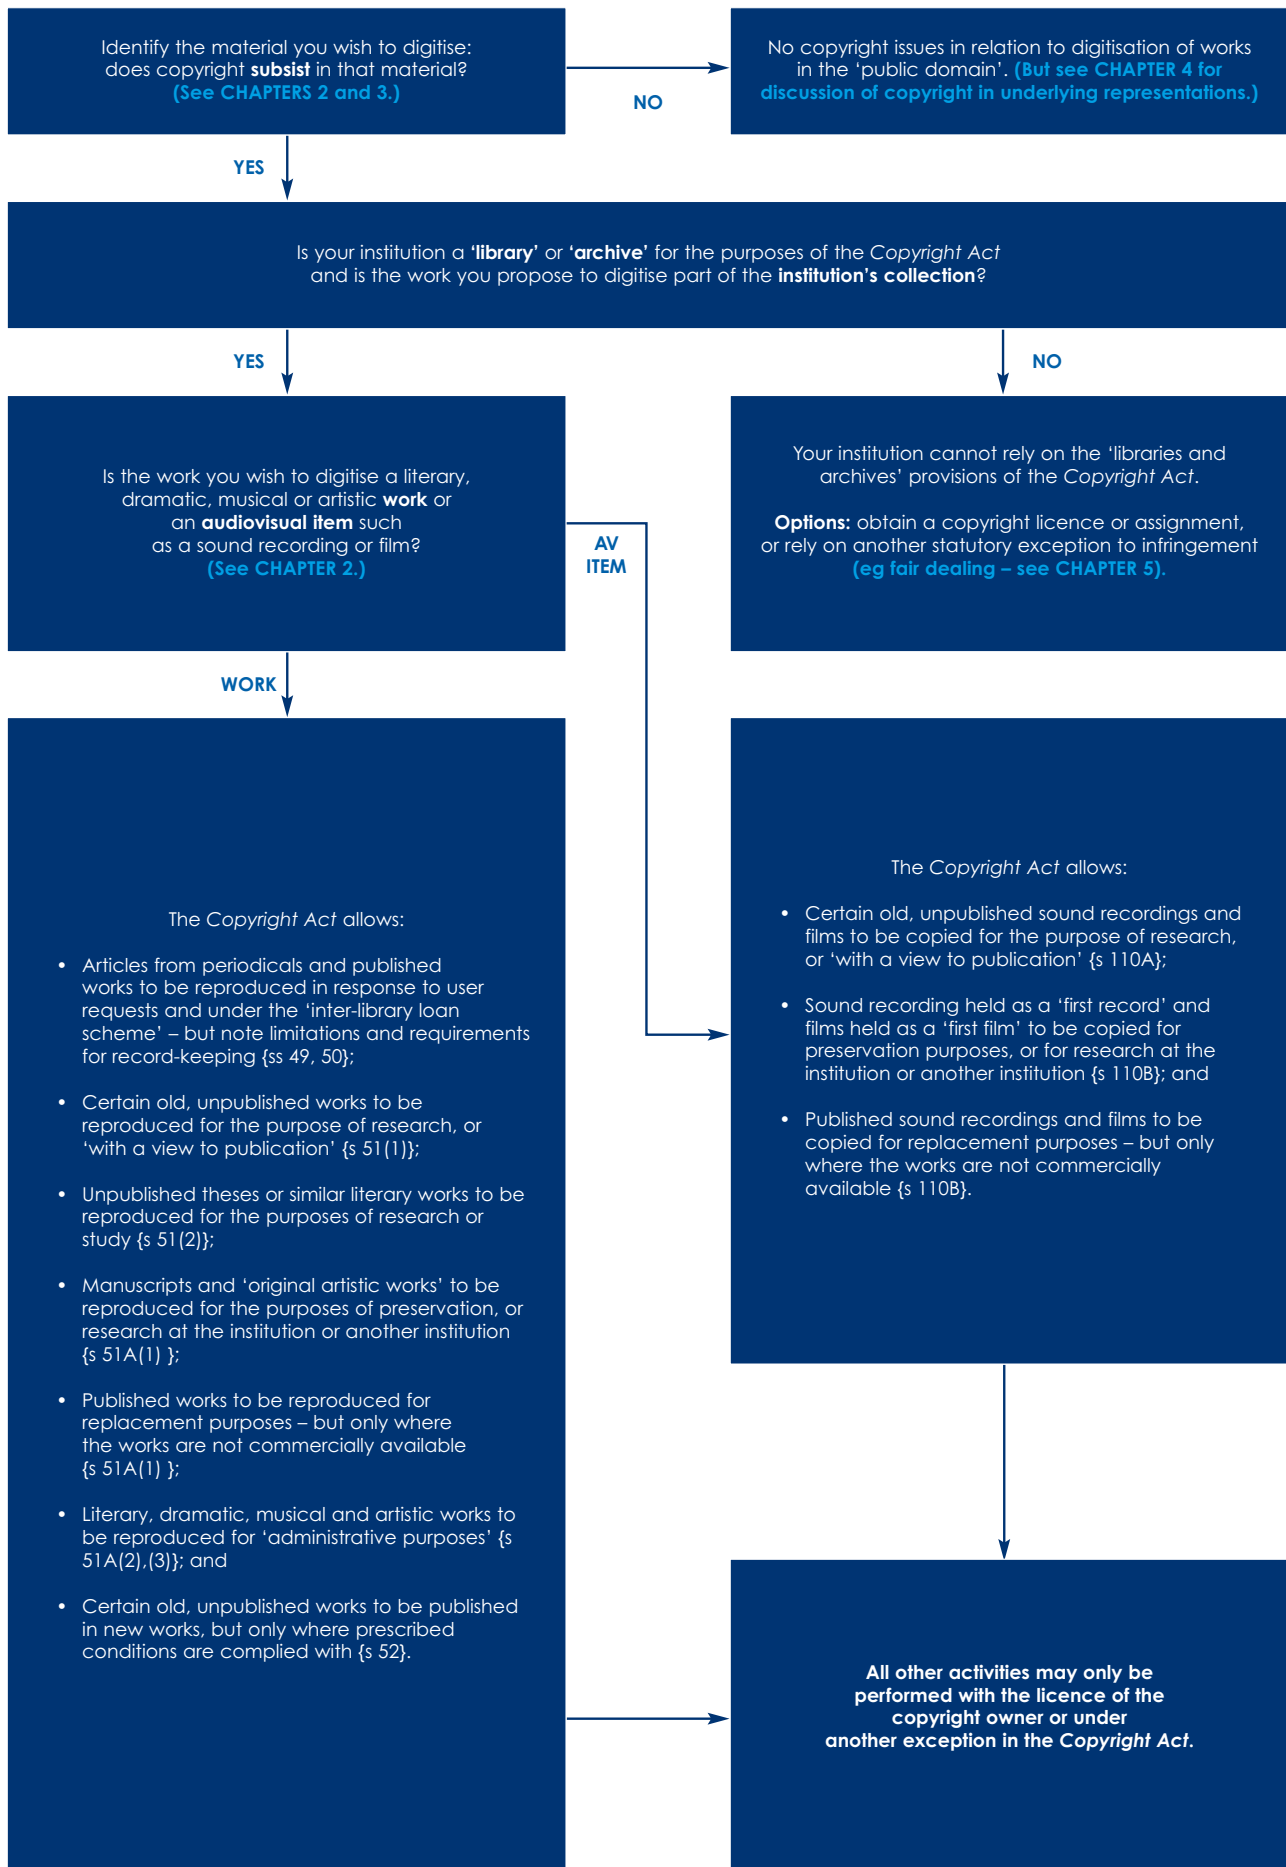 Identify the material you wish to digitise:
does copyright subsist in that material?
(See CHAPTERS 2 and 3.)
NO
No copyright issues in relation to digitisation of works
in the ‘public domain’. (But see CHAPTER 4 for
discussion of copyright in underlying representations.)
YES
Is your institution a ‘library’ or ‘archive’ for the purposes of the Copyright Act
and is the work you propose to digitise part of the institution’s collection?
YES
NO
Is the work you wish to digitise a literary,
dramatic, musical or artistic work or
an audiovisual item such
as a sound recording or film?
(See CHAPTER 2.)
AV
ITEM
Your institution cannot rely on the ‘libraries and
archives’ provisions of the Copyright Act.
Options: obtain a copyright licence or assignment,
or rely on another statutory exception to infringement
(eg fair dealing – see CHAPTER 5).
WORK
The Copyright Act allows:
• Articles from periodicals and published
works to be reproduced in response to user
requests and under the ‘inter-library loan
scheme’ – but note limitations and requirements
for record-keeping {ss 49, 50};
• Certain old, unpublished works to be
reproduced for the purpose of research, or
‘with a view to publication’ {s 51(1)};
• Unpublished theses or similar literary works to be
reproduced for the purposes of research or
study {s 51(2)};
• Manuscripts and ‘original artistic works’ to be
reproduced for the purposes of preservation, or
research at the institution or another institution
{s 51A(1) };
• Published works to be reproduced for
replacement purposes – but only where
the works are not commercially available
{s 51A(1) };
• Literary, dramatic, musical and artistic works to
be reproduced for ‘administrative purposes’ {s
51A(2),(3)}; and
• Certain old, unpublished works to be published
in new works, but only where prescribed
conditions are complied with {s 52}.
The Copyright Act allows:
• Certain old, unpublished sound recordings and
films to be copied for the purpose of research,
or ‘with a view to publication’ {s 110A};
• Sound recording held as a ‘first record’ and
films held as a ‘first film’ to be copied for
preservation purposes, or for research at the
institution or another institution {s 110B}; and
• Published sound recordings and films to be
copied for replacement purposes – but only
where the works are not commercially
available {s 110B}.
All other activities may only be
performed with the licence of the
copyright owner or under
another exception in the Copyright Act.